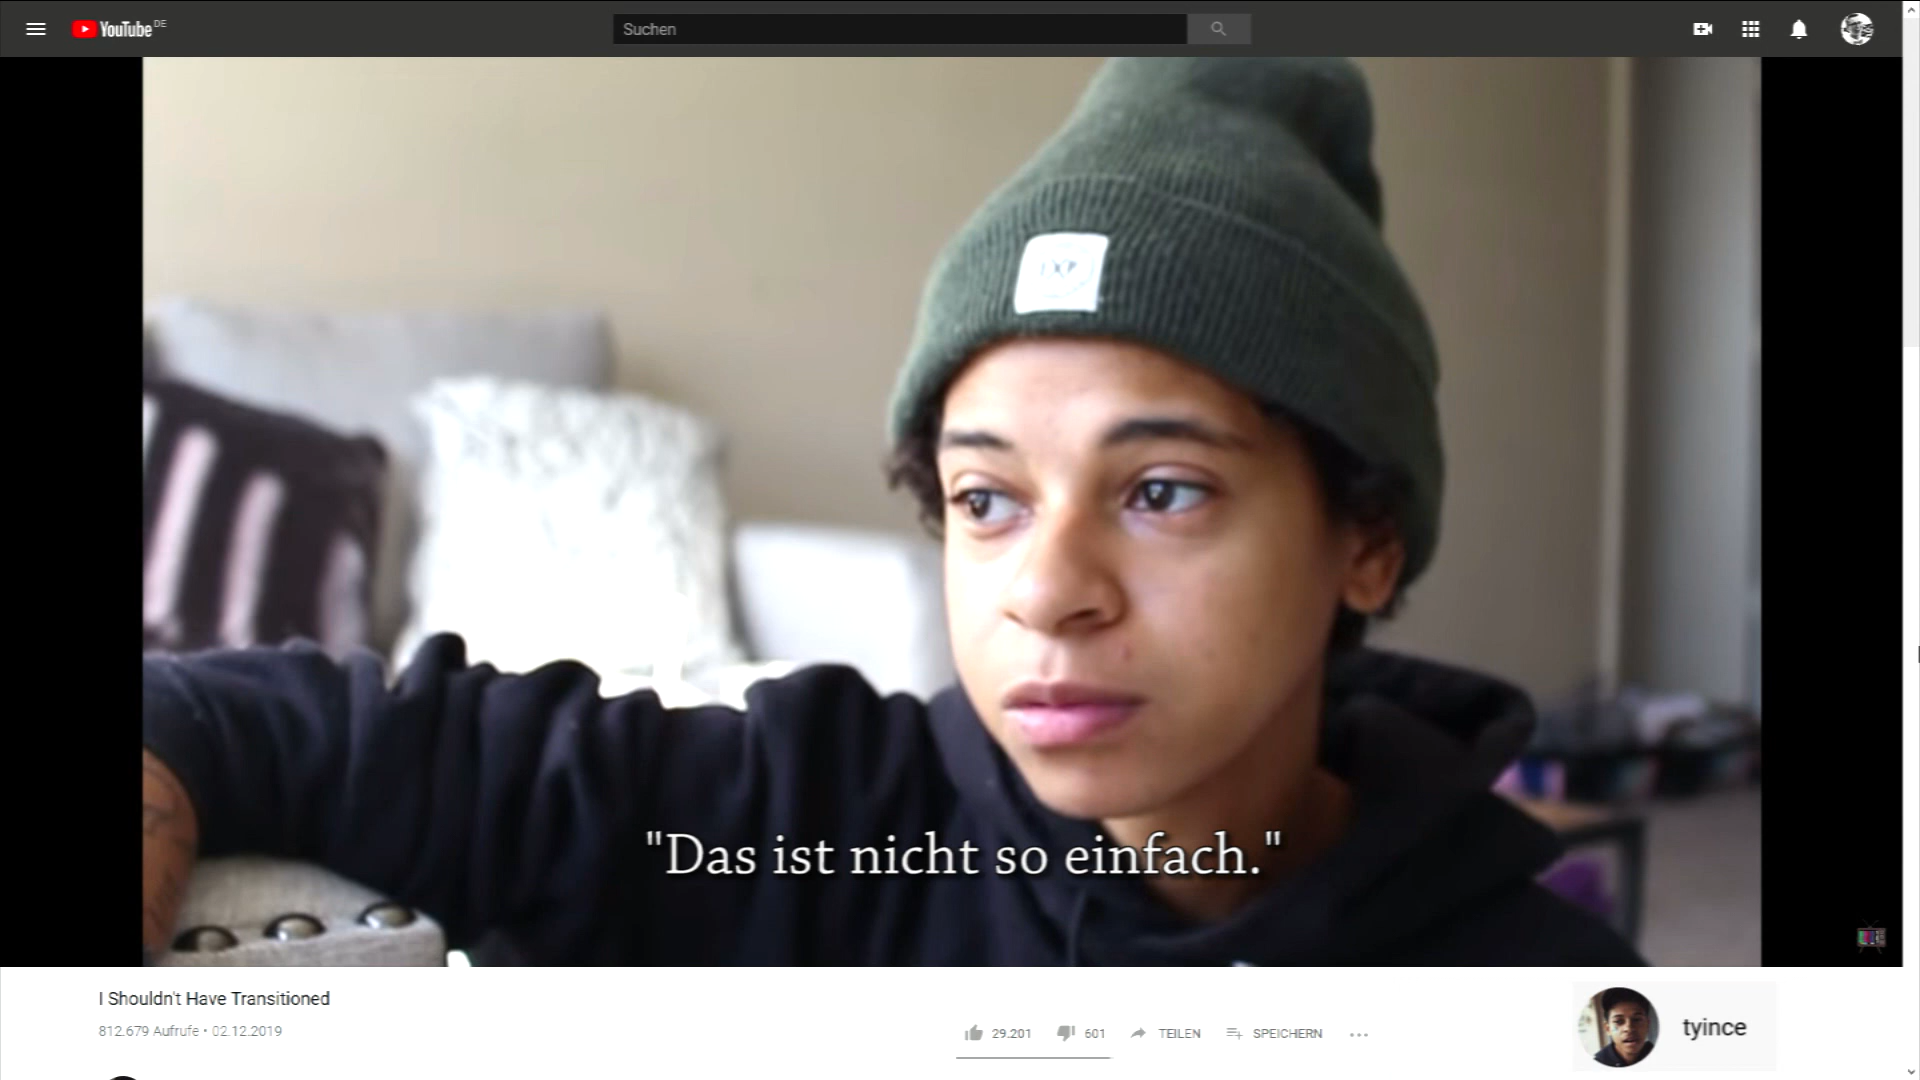 YouTube DE
Suchen
"Das ist nicht so einfach."
I Shouldn't Have Transitioned
812.679 Aufrufe • 02.12.2019
29.201
601
TEILEN
SPEICHERN
tyince